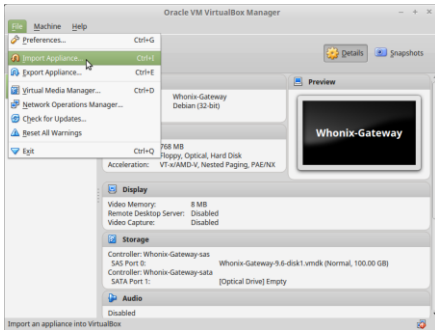 Oracle VM VirtualBox Manager
File Machine Help
Preferences... Ctrl+G
Import Appliance... Ctrl+I
Export Appliance... Ctrl+E
Virtual Media Manager... Ctrl+D
Network Operations Manager...
Check for Updates...
Reset All Warnings
Exit Ctrl+Q
Details Snapshots
Whonix-Gateway
Debian (32-bit)
Preview
Whonix-Gateway
768 MB
Floppy, Optical, Hard Disk
Acceleration: VT-x/AMD-V, Nested Paging, PAE/NX
Display
Video Memory: 8 MB
Remote Desktop Server: Disabled
Video Capture: Disabled
Storage
Controller: Whonix-Gateway-sas
SAS Port 0: Whonix-Gateway-9.6-disk1.vmdk (Normal, 100.00 GB)
Controller: Whonix-Gateway-sata
SATA Port 1: [Optical Drive] Empty
Audio
Disabled
Import an appliance into VirtualBox